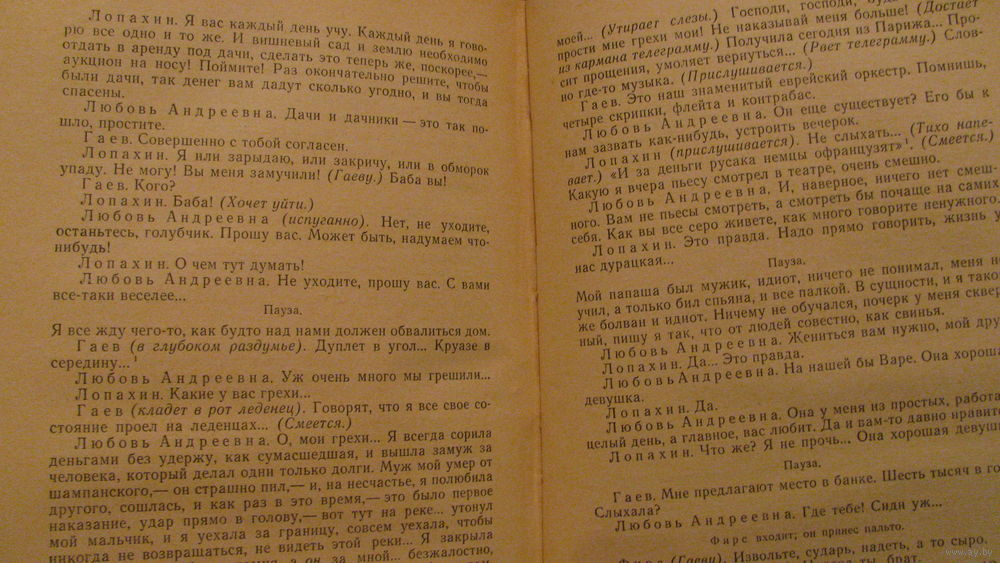 Лопахин. Я вас каждый день учу. Каждый день я гово-
рю все одно и то же. И вишневый сад и землю необходимо
отдать в аренду под дачи, сделать это теперь же, поскорее,—
аукцион на носу! Поймите! Раз окончательно решите, чтобы
были дачи, так денег вам дадут сколько угодно, и вы тогда
спасены.
Любовь Андреевна. Дачи и дачники — это так по-
шло, простите.
Гаев. Совершенно с тобой согласен.
Лопахин. Я или зарыдаю, или закричу, или в обморок
упаду. Не могу! Вы меня замучили! (Гаеву.) Баба вы!
Гаев. Кого?
Лопахин. Баба! (Хочет уйти.)
Любовь Андреевна (испуганно). Нет, не уходите,
останьтесь, голубчик. Прошу вас. Может быть, надумаем что-
нибудь!
Лопахин. О чем тут думать!
Любовь Андреевна. Не уходите, прошу вас. С вами
все-таки веселее...
Пауза.
Я все жду чего-то, как будто над нами должен обвалиться дом.
Гаев (в глубоком раздумье). Дуплет в угол... Круазе в
середину...¹
Любовь Андреевна. Уж очень много мы грешили...
Лопахин. Какие у вас грехи...
Гаев (кладет в рот леденец). Говорят, что я все свое со-
стояние проел на леденцах... (Смеется.)
Любовь Андреевна. О, мои грехи... Я всегда сорила
деньгами без удержу, как сумасшедшая, и вышла замуж за
человека, который делал одни только долги. Муж мой умер от
шампанского,— он страшно пил,— и, на несчастье, я полюбила
другого, сошлась, и как раз в это время,— это было первое
наказание, удар прямо в голову,— вот тут на реке... утонул
мой мальчик, и я уехала за границу, совсем уехала, чтобы
никогда не возвращаться, не видеть этой реки... Я закрыла
а он за мной... безжалостно,
моей... (Утирает слезы.) Господи, господи,
прости мне грехи мои! Не наказывай меня больше! (Достает
из кармана телеграмму.) Получила сегодня из Парижа... Про-
сит прощения, умоляет вернуться... (Рвет телеграмму.) Слов-
но где-то музыка. (Прислушивается.)
Гаев. Это наш знаменитый еврейский оркестр. Помнишь,
четыре скрипки, флейта и контрабас.
Любовь Андреевна. Он еще существует? Его бы к
нам зазвать как-нибудь, устроить вечерок.
Лопахин (прислушивается). Не слыхать... (Тихо напе-
вает.) «И за деньги русака немцы офранцузят»¹. (Смеется.)
Какую я вчера пьесу смотрел в театре, очень смешно.
Любовь Андреевна. И, наверное, ничего нет смеш-
ного. Вам не пьесы смотреть, а смотреть бы почаще на самих
себя. Как вы все серо живете, как много говорите ненужного.
Лопахин. Это правда. Надо прямо говорить, жизнь у
нас дурацкая...
Пауза.
Мой папаша был мужик, идиот, ничего не понимал, меня не
учил, а только бил спьяна, и все палкой. В сущности, и я тако
же болван и идиот. Ничему не обучался, почерк у меня сквер
ный, пишу я так, что от людей совестно, как свинья.
Любовь Андреевна. Жениться вам нужно, мой дру
Лопахин. Да... Это правда.
Любовь Андреевна. На нашей бы Варе. Она хороша
девушка.
Лопахин. Да.
Любовь Андреевна. Она у меня из простых, работа
целый день, а главное, вас любит. Да и вам-то давно нравит
Лопахин. Что же? Я не прочь... Она хорошая девуш
Пауза.
Гаев. Мне предлагают место в банке. Шесть тысяч в го
Слыхала?
Любовь Андреевна. Где тебе! Сиди уж...
Фирс входит; он принес пальто.
(Гаеву). Извольте, сударь, надеть, а то сыро.
ты, брат.
www.ay.by